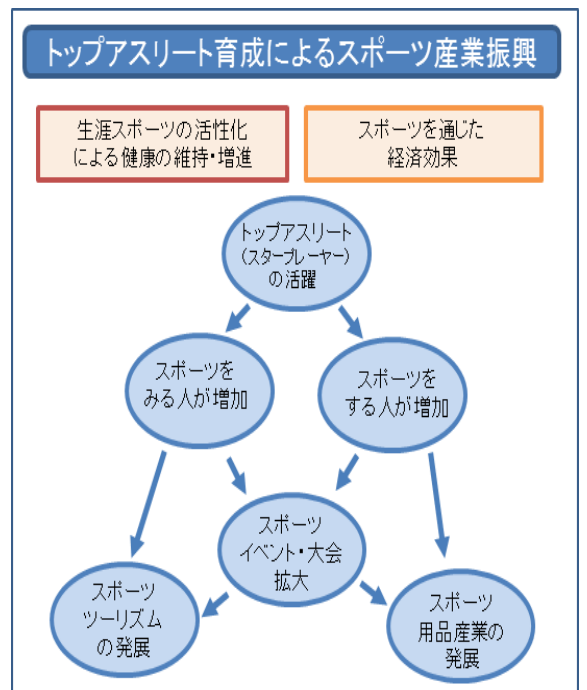 トップアスリート育成によるスポーツ産業振興
生涯スポーツの活性化
による健康の維持・増進
スポーツを通じた
経済効果
トップアスリート
（スタープレーヤー）
の活躍
スポーツを
みる人が増加
スポーツを
する人が増加
スポーツ
イベント・大会
拡大
スポーツ
ツーリズム
の発展
スポーツ
用品産業の
発展